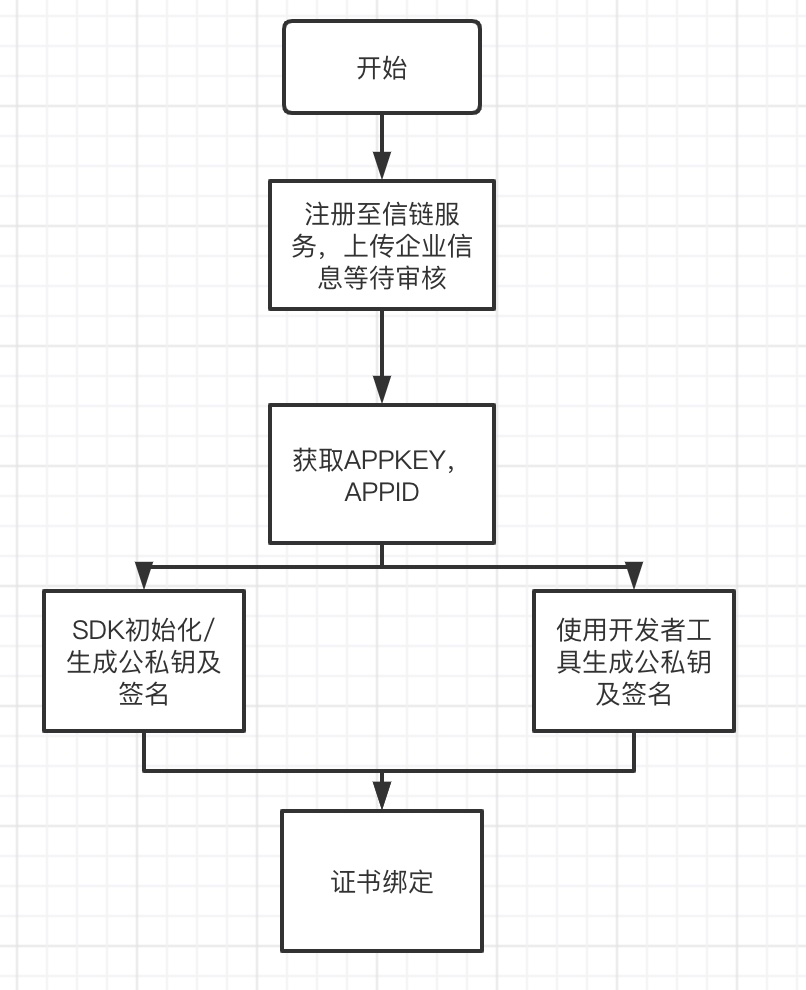 开始
注册至信链服
务，上传企业信
息等待审核
获取APPKEY，
APPID
SDK初始化/
生成公私钥及
签名
使用开发者工
具生成公私钥
及签名
证书绑定